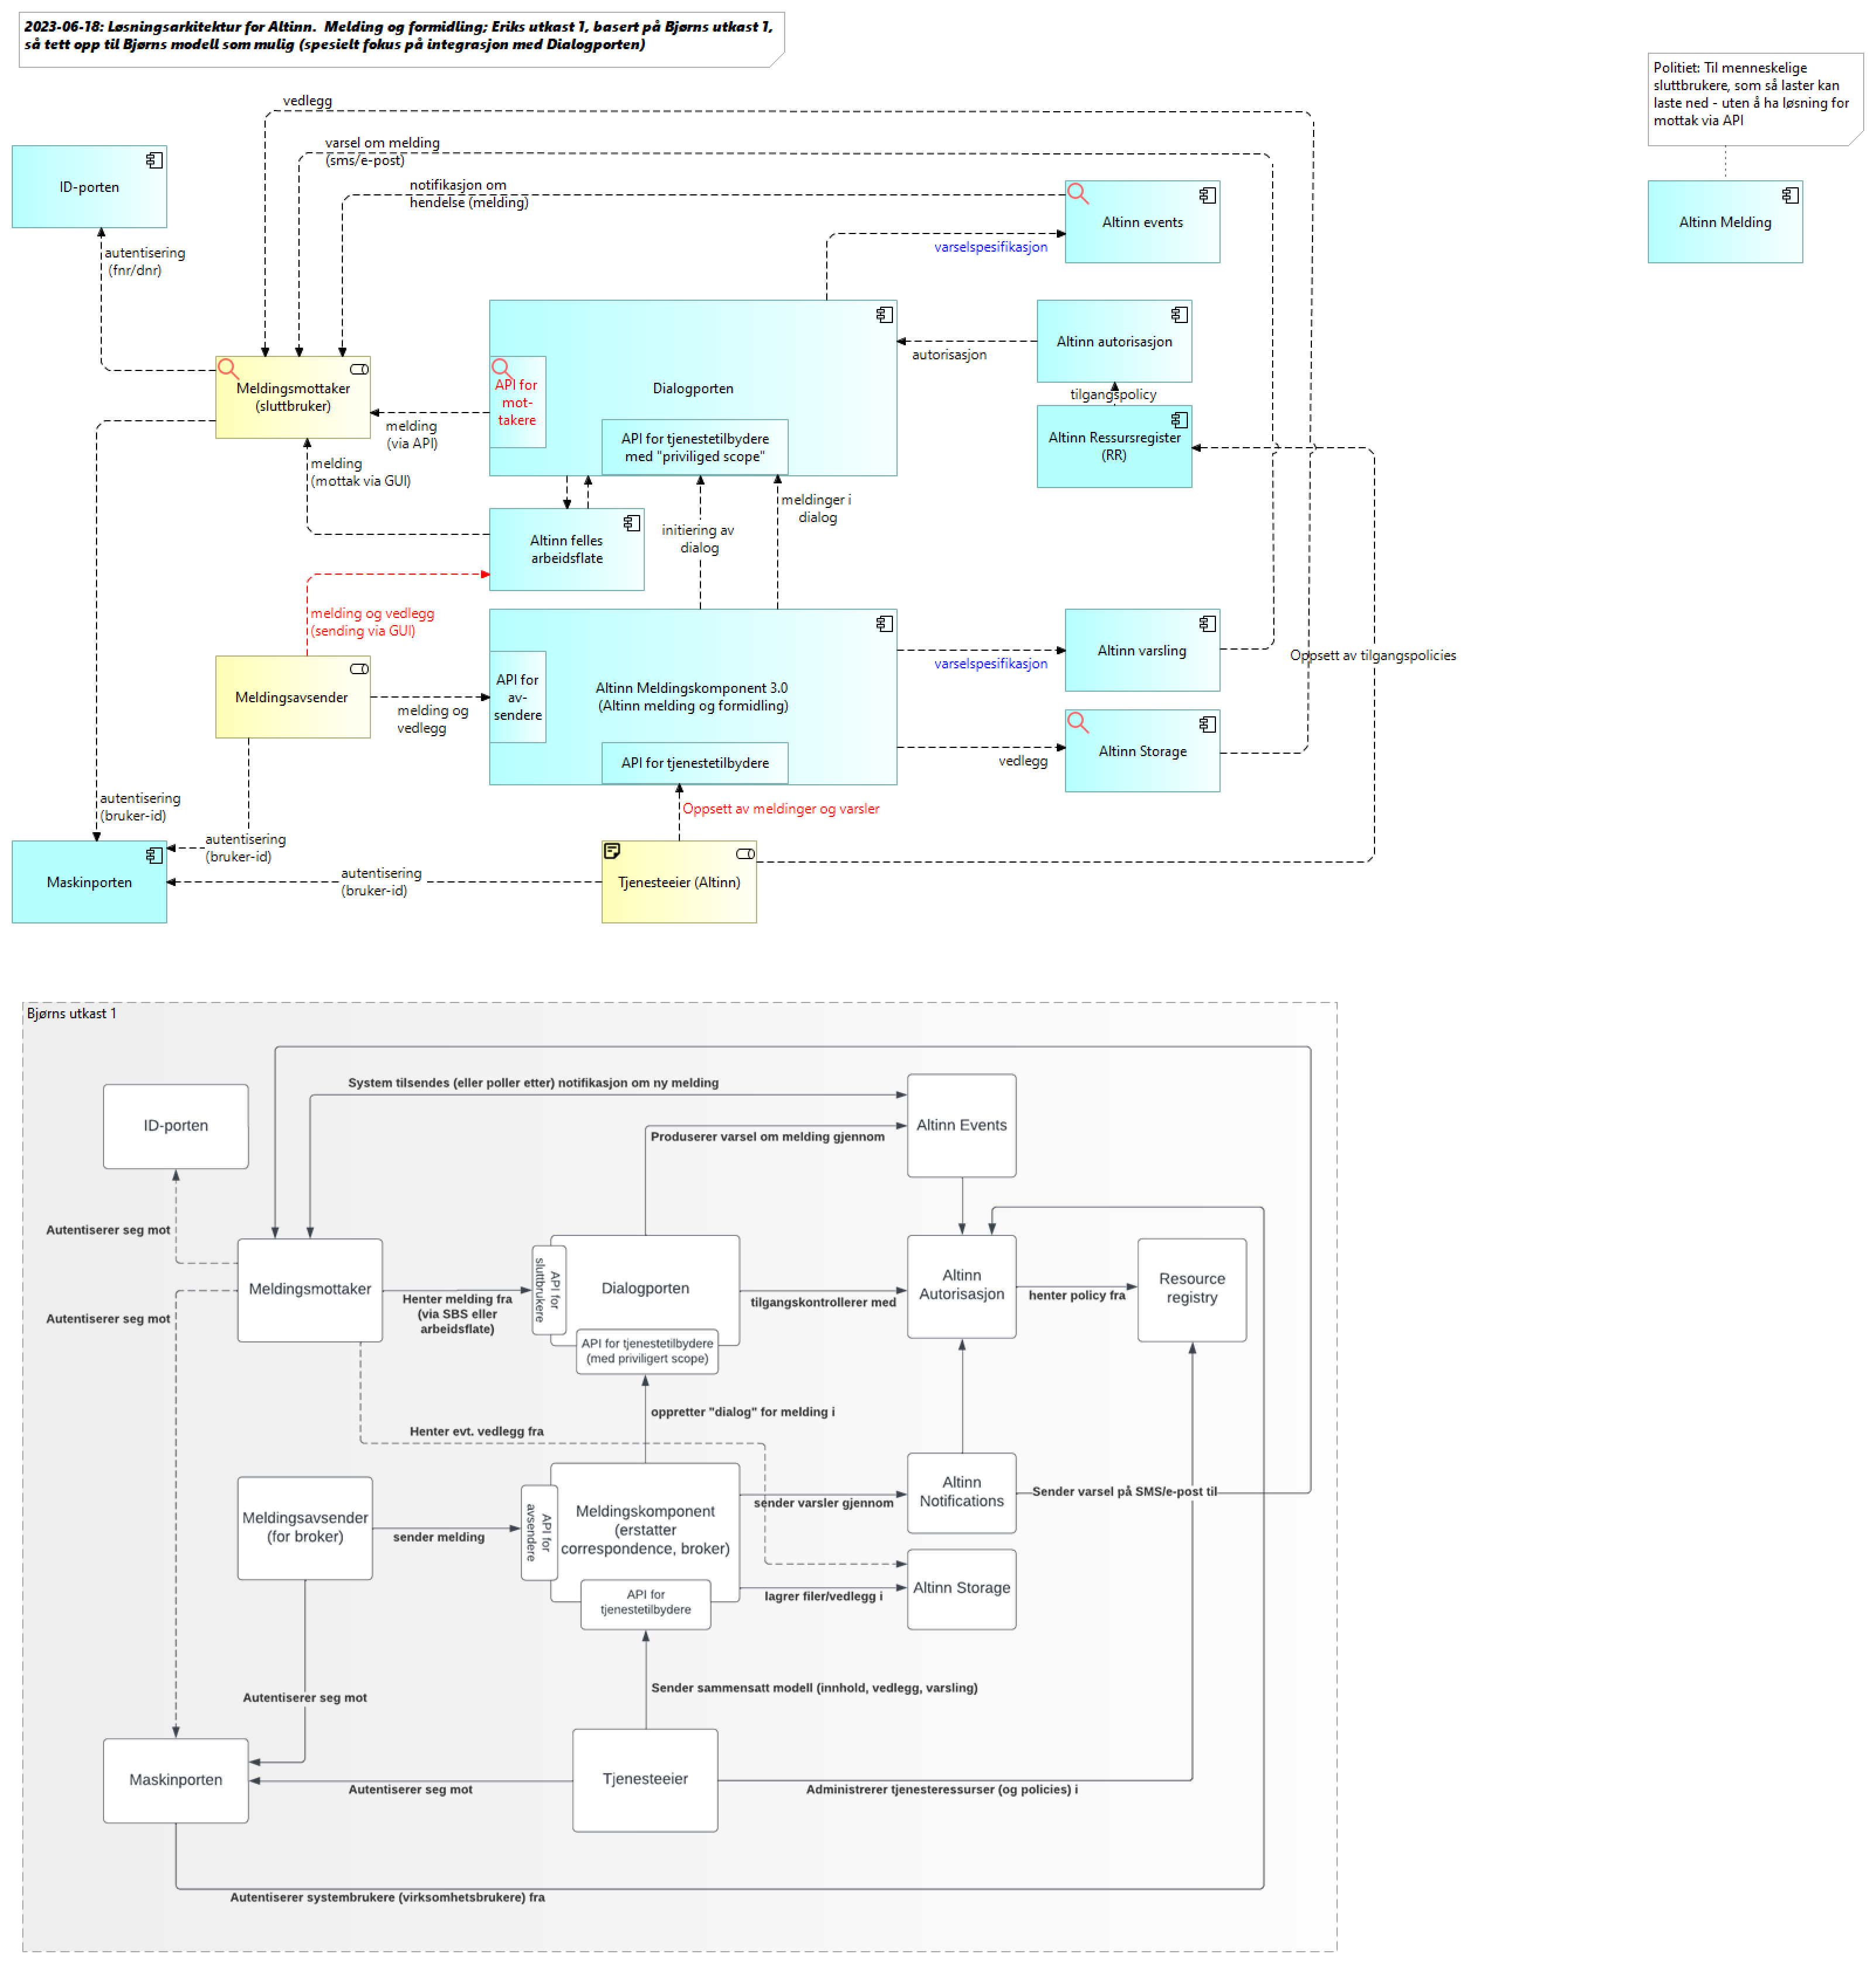 2023-06-18: Løsningsarkitektur for Altinn.  Melding og formidling; Eriks utkast 1, basert på Bjørns utkast 1,
så tett opp til Bjørns modell som mulig (spesielt fokus på integrasjon med Dialogporten)
Politiet: Til menneskelige
sluttbrukere, som så laster kan
laste ned - uten å ha løsning for
mottak via API
Altinn Melding
vedlegg
varsel om melding
(sms/e-post)
notifikasjon om
hendelse (melding)
ID-porten
Altinn events
autentisering
(fnr/dnr)
varselspesifikasjon
Meldingsmottaker
(sluttbruker)
API for
mot-
takere
Dialogporten
autorisasjon
Altinn autorisasjon
tilgangspolicy
melding
(via API)
API for tjenestetilbydere
med "priviliged scope"
Altinn Ressursregister
(RR)
melding
(mottak via GUI)
meldinger i
dialog
initiering av
dialog
Altinn felles
arbeidsflate
melding og vedlegg
(sending via GUI)
Meldingsavsender
API for
av-
sendere
melding og
vedlegg
Altinn Meldingskomponent 3.0
(Altinn melding og formidling)
varselspesifikasjon
Altinn varsling
Oppsett av tilgangspolicies
API for tjenestetilbydere
vedlegg
Altinn Storage
autentisering
(bruker-id)
Oppsett av meldinger og varsler
autentisering
(bruker-id)
Maskinporten
autentisering
(bruker-id)
Tjenesteeier (Altinn)
Bjørns utkast 1
System tilsendes (eller poller etter) notifikasjon om ny melding
ID-porten
Altinn Events
Produserer varsel om melding gjennom
Autentiserer seg mot
Meldingsmottaker
Henter melding fra
(via SBS eller
arbeidsflate)
API for
sluttbrukere
Dialogporten
tilgangskontrollerer med
Altinn
Autorisasjon
henter policy fra
Resource
registry
Autentiserer seg mot
API for tjenestetilbydere
(med priviligert scope)
oppretter "dialog" for melding i
Henter evt. vedlegg fra
Meldingsavsender
(for broker)
sender melding
API for
avsendere
Meldingskomponent
(erstatter
correspondence, broker)
sender varsler gjennom
Altinn
Notifications
Sender varsel på SMS/e-post til
lagrer filer/vedlegg i
Altinn Storage
API for
tjenestetilbydere
Autentiserer seg mot
Sender sammensatt modell (innhold, vedlegg, varsling)
Maskinporten
Autentiserer seg mot
Tjenesteeier
Administrerer tjenesteressurser (og policies) i
Autentiserer systembrukere (virksomhetsbrukere) fra